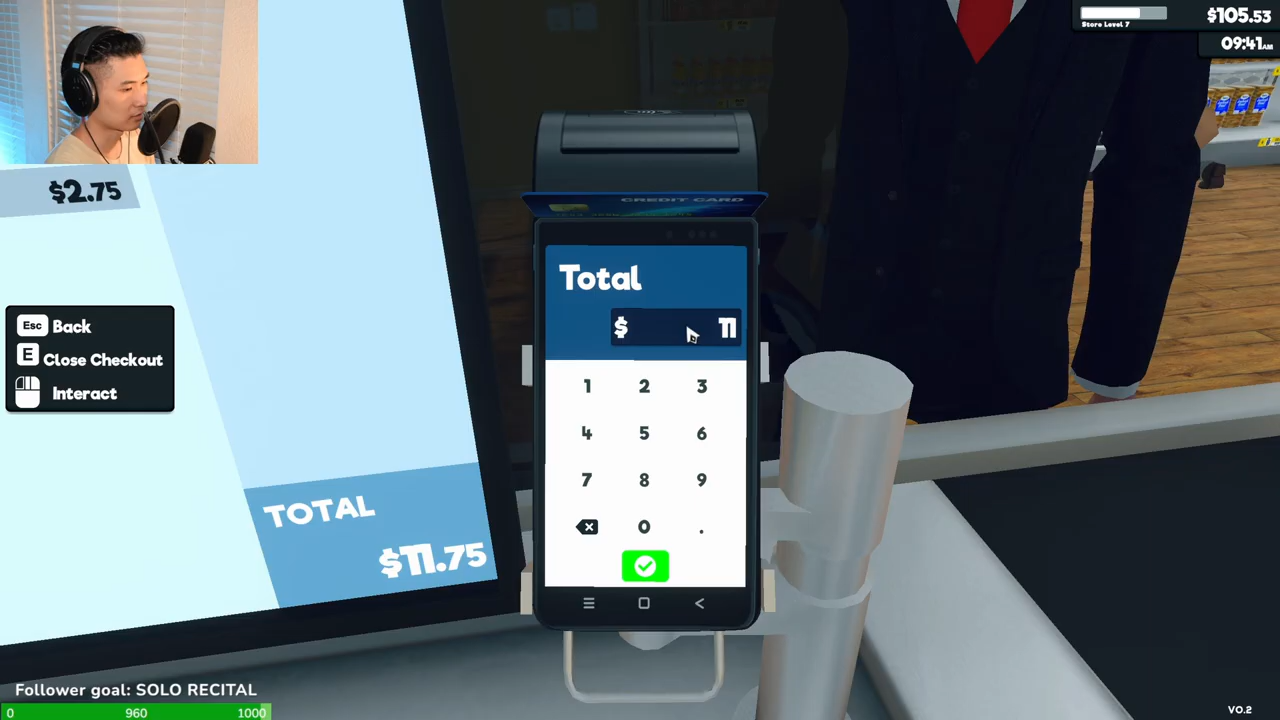 $105.53
Store Level 7
09:41AM
$2.75
CREDIT CARD
Total
$ 11
Esc Back
E Close Checkout
Interact
1 2 3
4 5 6
7 8 9
0 .
TOTAL
$11.75
Follower goal: SOLO RECITAL
0 960 1000
V0.2